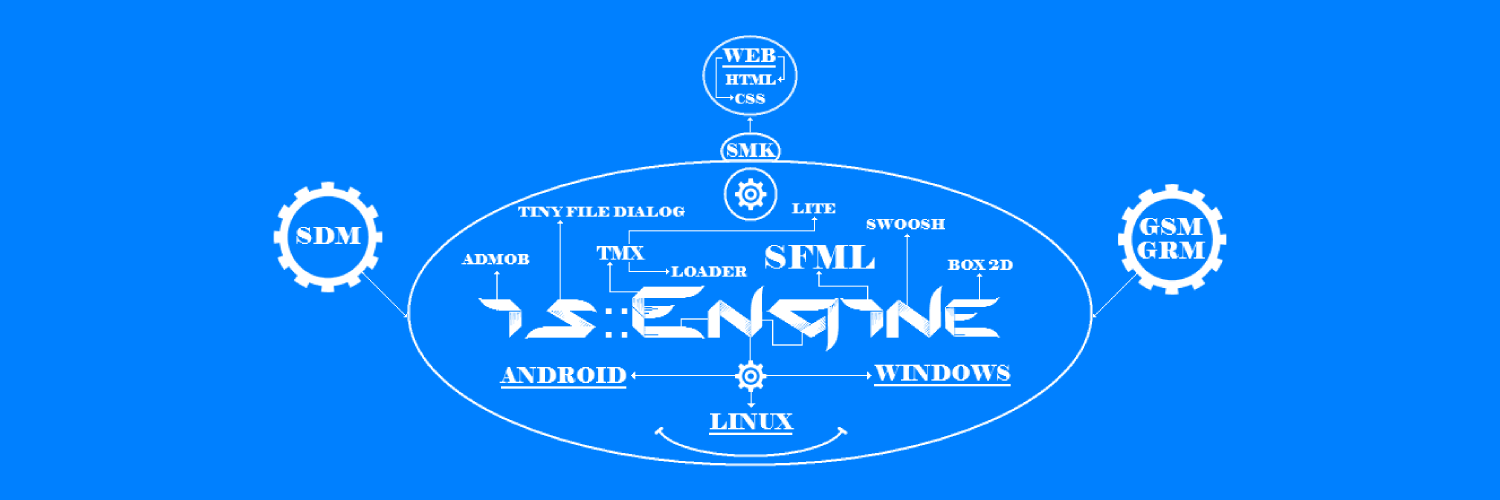 WEB
HTML
CSS
SMK
TINY FILE DIALOG
LITE
SWOOSH
SDM
GSM
GRM
TMX
SFML
ADMOB
LOADER
BOX 2D
is::Engine
ANDROID
WINDOWS
LINUX